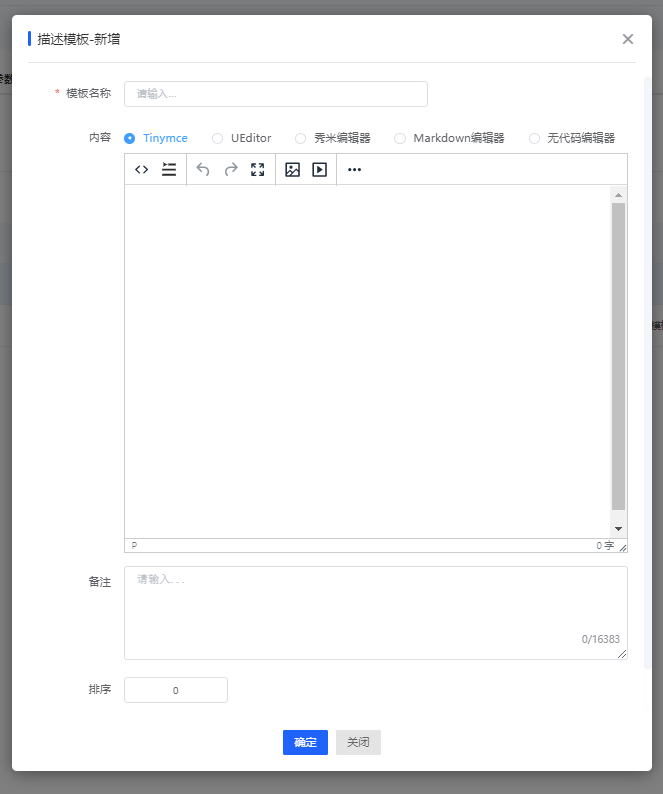 描述模板-新增
参数
* 模板名称 请输入...
内容 Tinymce UEditor 秀米编辑器 Markdown编辑器 无代码编辑器
P 0 字
备注 请输入...
0/16383
排序 0
确定 关闭